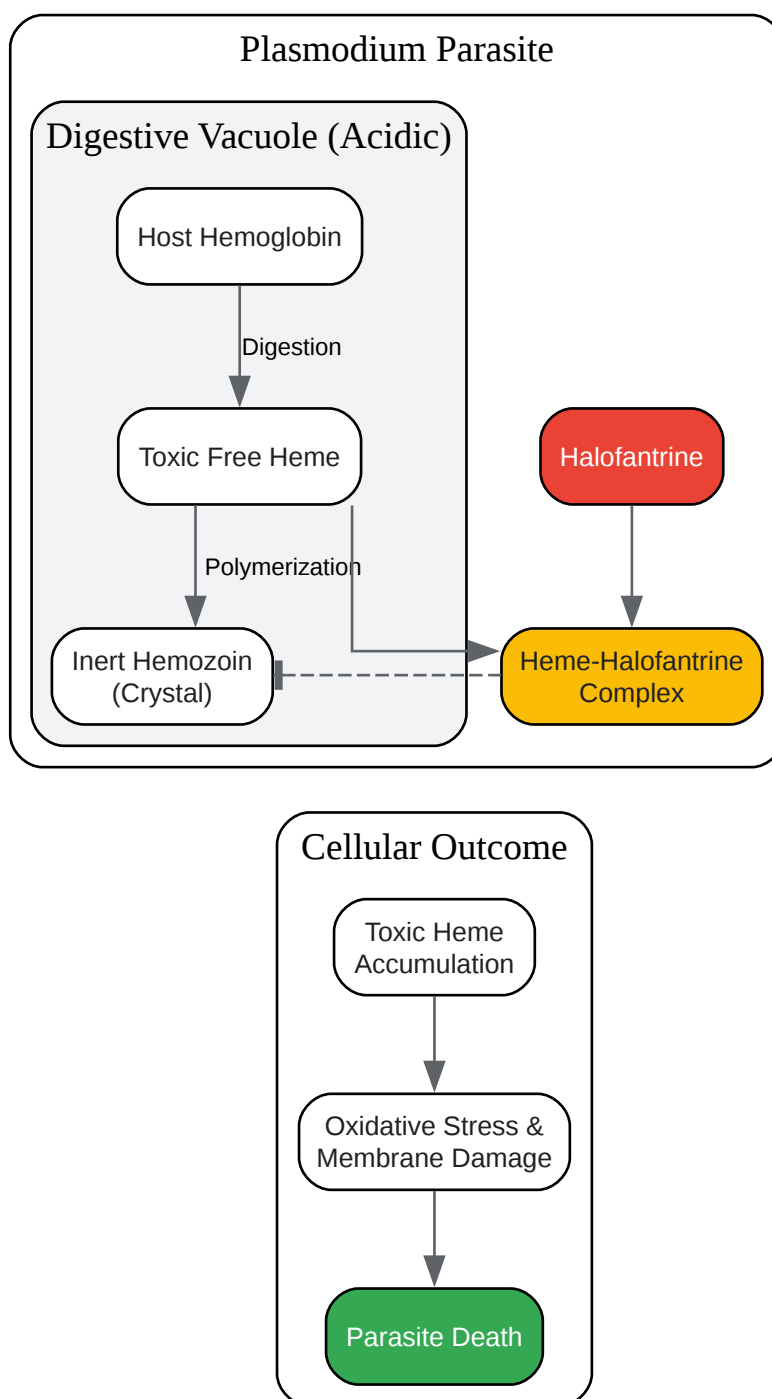 Plasmodium Parasite
Digestive Vacuole (Acidic)
Host Hemoglobin
Digestion
Toxic Free Heme
Halofantrine
Polymerization
Inert Hemozoin
(Crystal)
Heme-Halofantrine
Complex
Cellular Outcome
Toxic Heme
Accumulation
Oxidative Stress &
Membrane Damage
Parasite Death